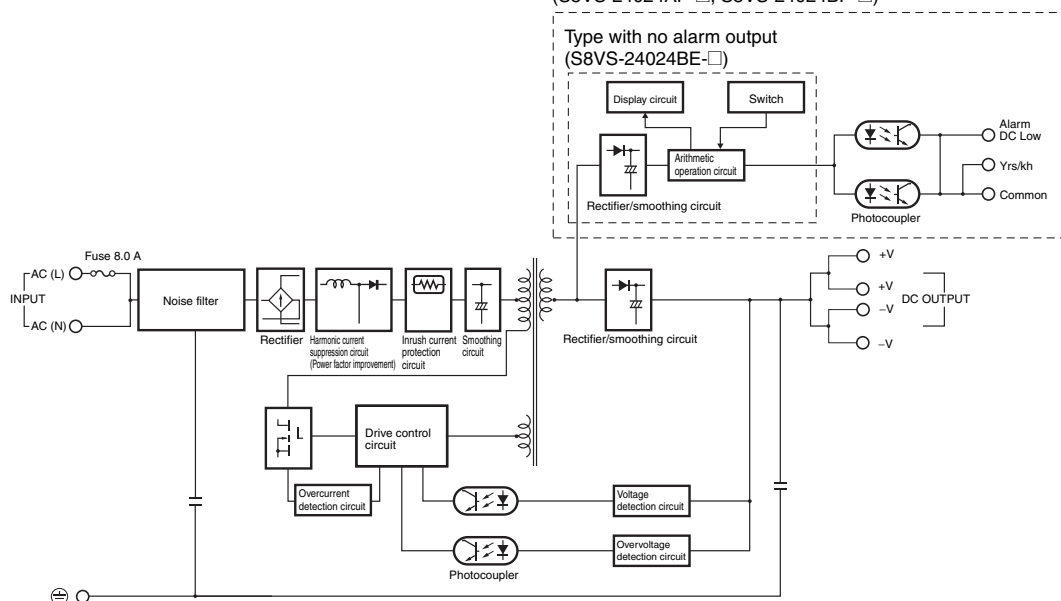 Type with no alarm output
(S8VS-24024BE-□)
Display circuit
Switch
Alarm
DC Low
Arithmetic
operation circuit
Yrs/kh
Common
Rectifier/smoothing circuit
Photocoupler
Fuse 8.0 A
AC (L)
INPUT
AC (N)
Noise filter
+V
+V
DC OUTPUT
–V
–V
Rectifier
Harmonic current
suppression circuit
(Power factor improvement)
Inrush current
protection
circuit
Smoothing
circuit
Rectifier/smoothing circuit
Drive control
circuit
Overcurrent
detection circuit
Voltage
detection circuit
Overvoltage
detection circuit
Photocoupler